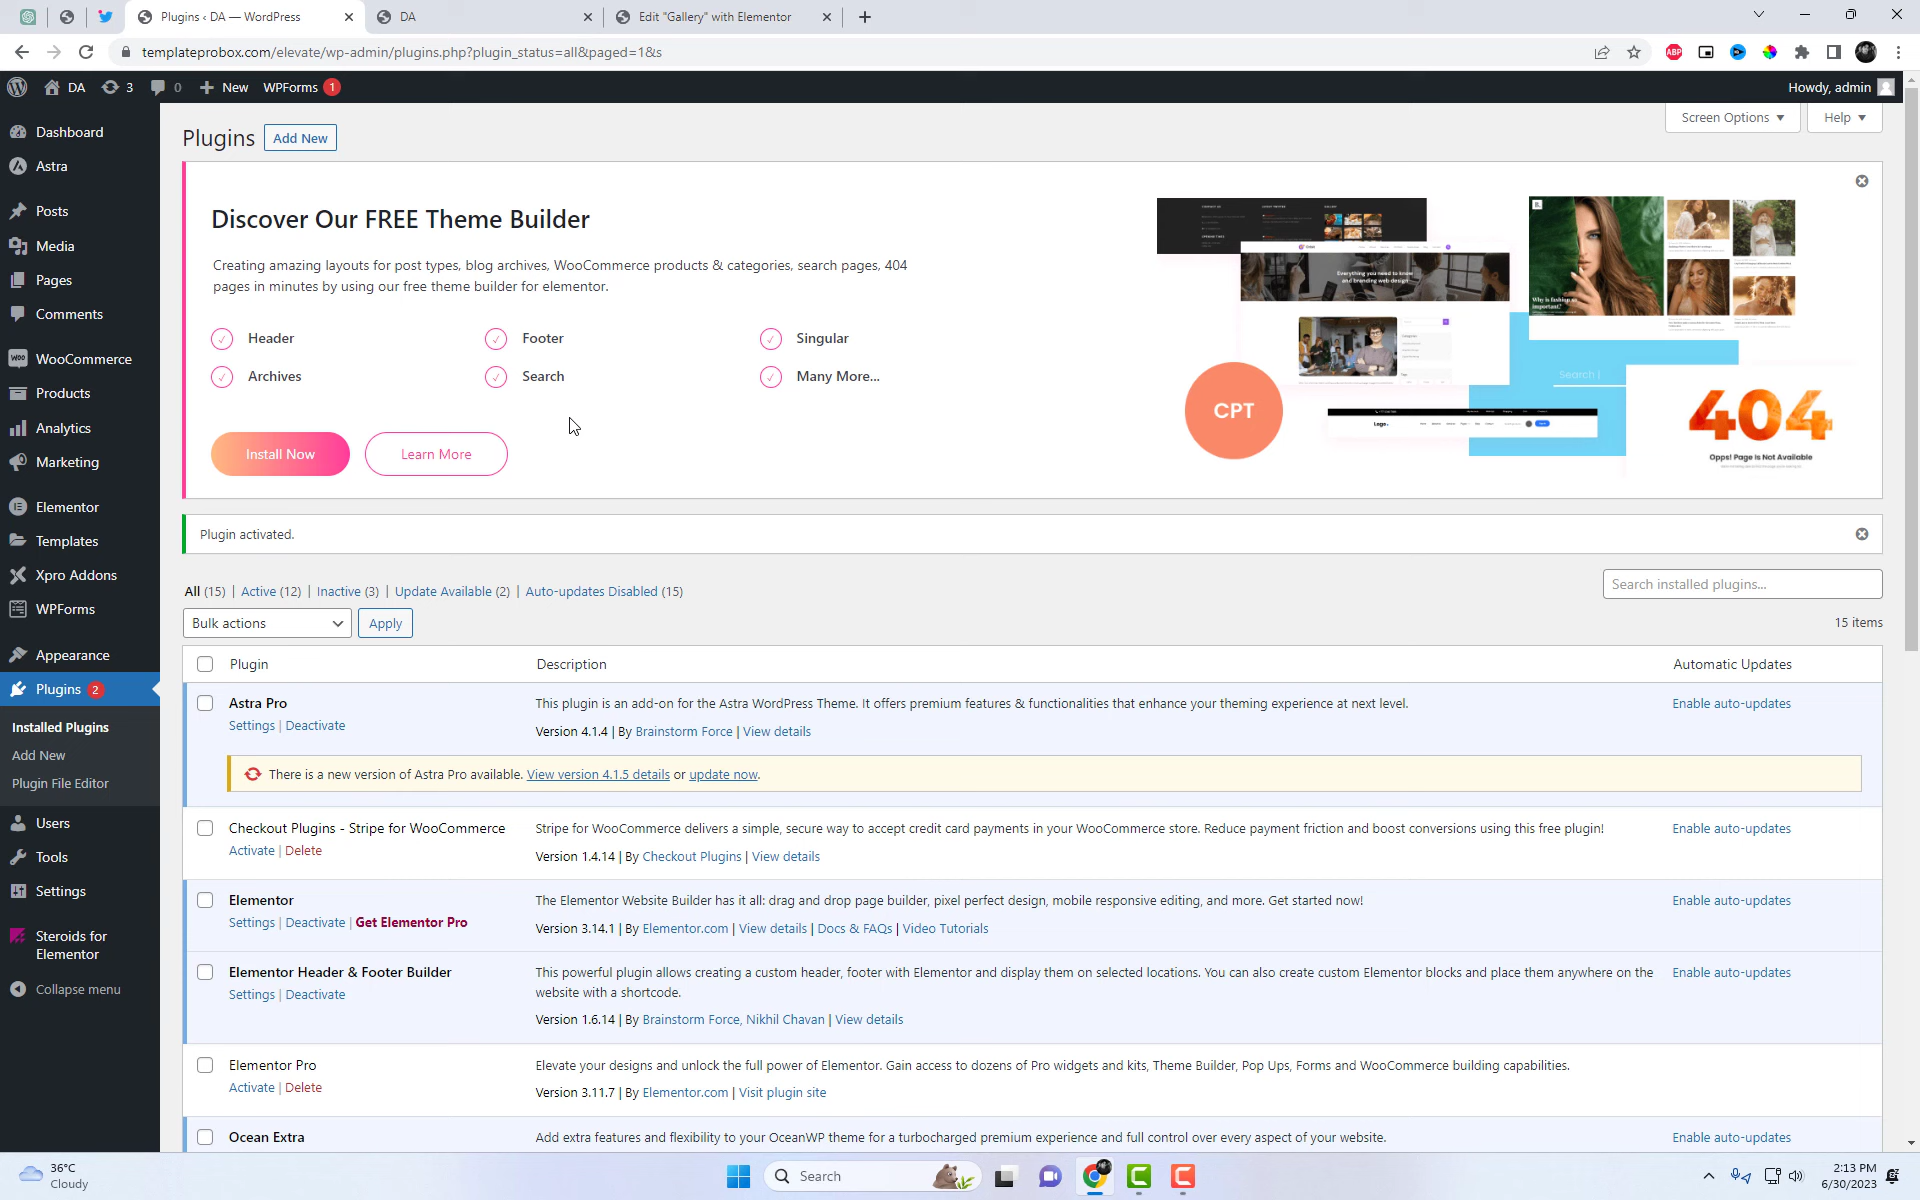 Plugins ‹ DA — WordPress
DA
Edit "Gallery" with Elementor
templateprobox.com/elevate/wp-admin/plugins.php?plugin_status=all&paged=1&s
ABP
DA
3
0
New
WPForms 1
Howdy, admin
Dashboard
Astra
Posts
Media
Pages
Comments
WooCommerce
Products
Analytics
Marketing
Elementor
Templates
Xpro Addons
WPForms
Appearance
Plugins 2
Installed Plugins
Add New
Plugin File Editor
Users
Tools
Settings
Steroids for
Elementor
Collapse menu
Screen Options
Help
Plugins Add New
Discover Our FREE Theme Builder
Creating amazing layouts for post types, blog archives, WooCommerce products & categories, search pages, 404
pages in minutes by using our free theme builder for elementor.
Header
Footer
Singular
Archives
Search
Many More...
Install Now
Learn More
Everything you need to know
and branding web design
Why is fashion so
important?
CPT
Search |
Logo.
404
Opps! Page Is Not Available
Plugin activated.
All (15) | Active (12) | Inactive (3) | Update Available (2) | Auto-updates Disabled (15)
Search installed plugins...
Bulk actions
Apply
15 items
Plugin
Description
Automatic Updates
Astra Pro
Settings | Deactivate
This plugin is an add-on for the Astra WordPress Theme. It offers premium features & functionalities that enhance your theming experience at next level.
Version 4.1.4 | By Brainstorm Force | View details
Enable auto-updates
There is a new version of Astra Pro available. View version 4.1.5 details or update now.
Checkout Plugins - Stripe for WooCommerce
Activate | Delete
Stripe for WooCommerce delivers a simple, secure way to accept credit card payments in your WooCommerce store. Reduce payment friction and boost conversions using this free plugin!
Version 1.4.14 | By Checkout Plugins | View details
Enable auto-updates
Elementor
Settings | Deactivate | Get Elementor Pro
The Elementor Website Builder has it all: drag and drop page builder, pixel perfect design, mobile responsive editing, and more. Get started now!
Version 3.14.1 | By Elementor.com | View details | Docs & FAQs | Video Tutorials
Enable auto-updates
Elementor Header & Footer Builder
Settings | Deactivate
This powerful plugin allows creating a custom header, footer with Elementor and display them on selected locations. You can also create custom Elementor blocks and place them anywhere on the
website with a shortcode.
Version 1.6.14 | By Brainstorm Force, Nikhil Chavan | View details
Enable auto-updates
Elementor Pro
Activate | Delete
Elevate your designs and unlock the full power of Elementor. Gain access to dozens of Pro widgets and kits, Theme Builder, Pop Ups, Forms and WooCommerce building capabilities.
Version 3.11.7 | By Elementor.com | Visit plugin site
Ocean Extra
Add extra features and flexibility to your OceanWP theme for a turbocharged premium experience and full control over every aspect of your website.
Enable auto-updates
36°C
Cloudy
Search
2:13 PM
6/30/2023